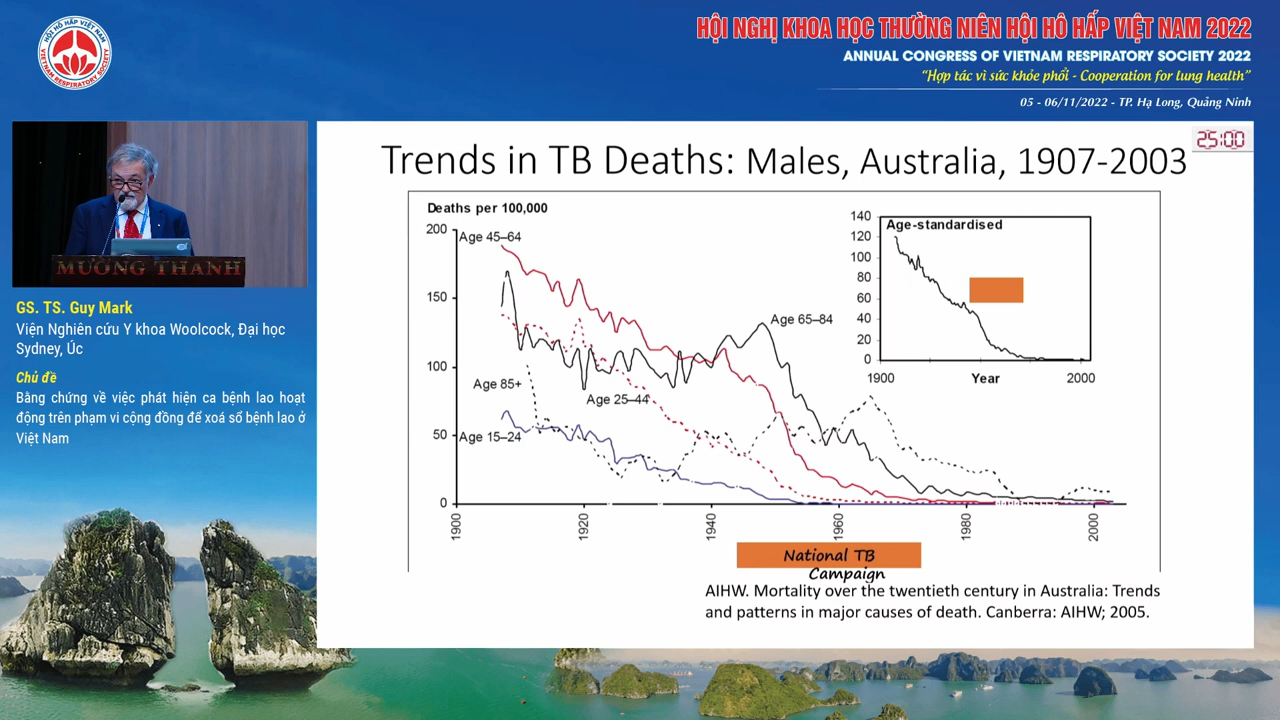 HỘI HÔ HẤP VIỆT NAM
VIETNAM RESPIRATORY SOCIETY
HỘI NGHỊ KHOA HỌC THƯỜNG NIÊN HỘI HÔ HẤP VIỆT NAM 2022
ANNUAL CONGRESS OF VIETNAM RESPIRATORY SOCIETY 2022
“Hợp tác vì sức khỏe phổi - Cooperation for lung health”
05 - 06/11/2022 - TP. Hạ Long, Quảng Ninh
MƯỜNG THANH
GS. TS. Guy Mark
Viện Nghiên cứu Y khoa Woolcock, Đại học
Sydney, Úc
Chủ đề
Bằng chứng về việc phát hiện ca bệnh lao hoạt
động trên phạm vi cộng đồng để xoá sổ bệnh lao ở
Việt Nam
25:00
Trends in TB Deaths: Males, Australia, 1907-2003
Deaths per 100,000
200
150
100
50
0
Age 45–64
Age 65–84
Age 85+
Age 25–44
Age 15–24
1900
1920
1940
1960
1980
2000
Age-standardised
140
120
100
80
60
40
20
0
1900
Year
2000
National TB
Campaign
AIHW. Mortality over the twentieth century in Australia: Trends
and patterns in major causes of death. Canberra: AIHW; 2005.